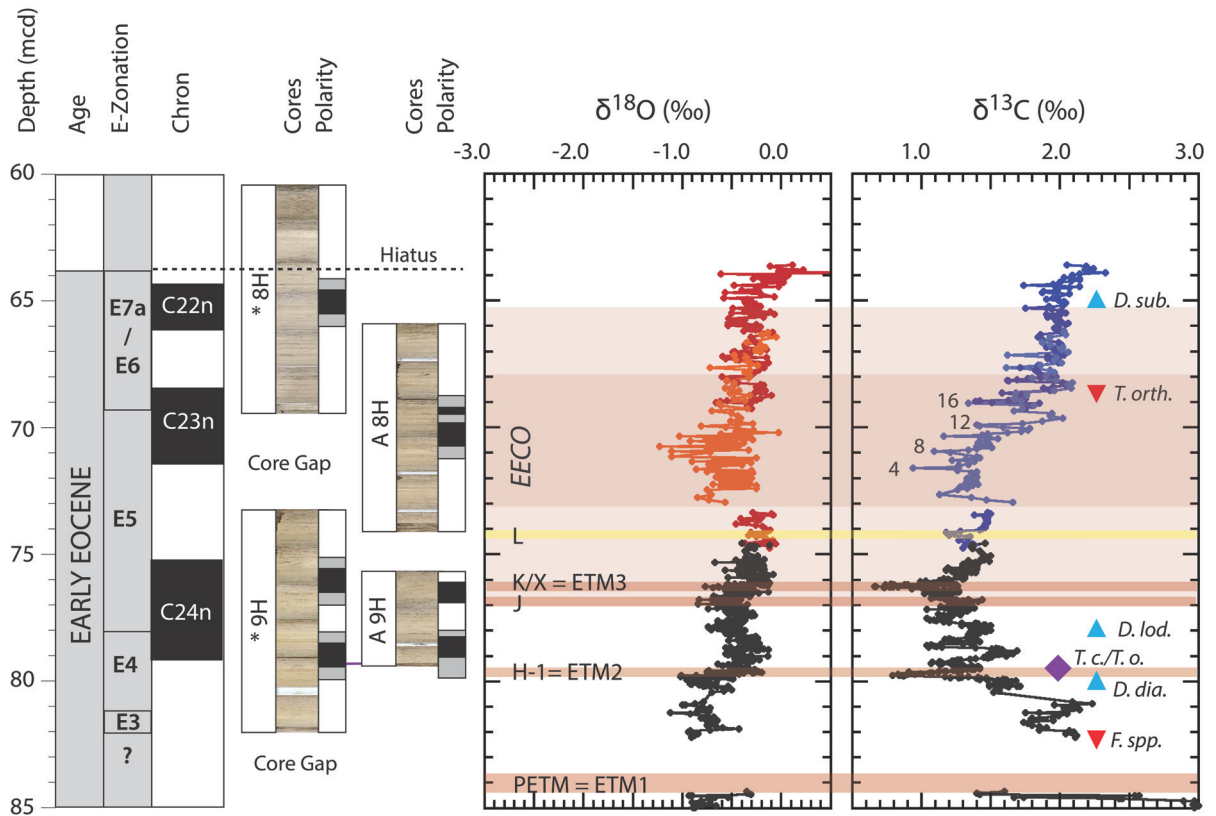 Depth (mcd)
Age
E-Zonation
Chron
Cores
Polarity
Cores
Polarity
δ18O (‰)
δ13C (‰)
-3.0
-2.0
-1.0
0.0
1.0
2.0
3.0
60
65
70
75
80
85
EARLY EOCENE
E7a
/
E6
E5
E4
E3
?
C22n
C23n
C24n
* 8H
A 8H
* 9H
A 9H
Hiatus
Core Gap
Core Gap
EECO
L
K/X = ETM3
J
H-1= ETM2
PETM = ETM1
16
12
8
4
D. sub.
T. orth.
D. lod.
T. c./T. o.
D. dia.
F. spp.